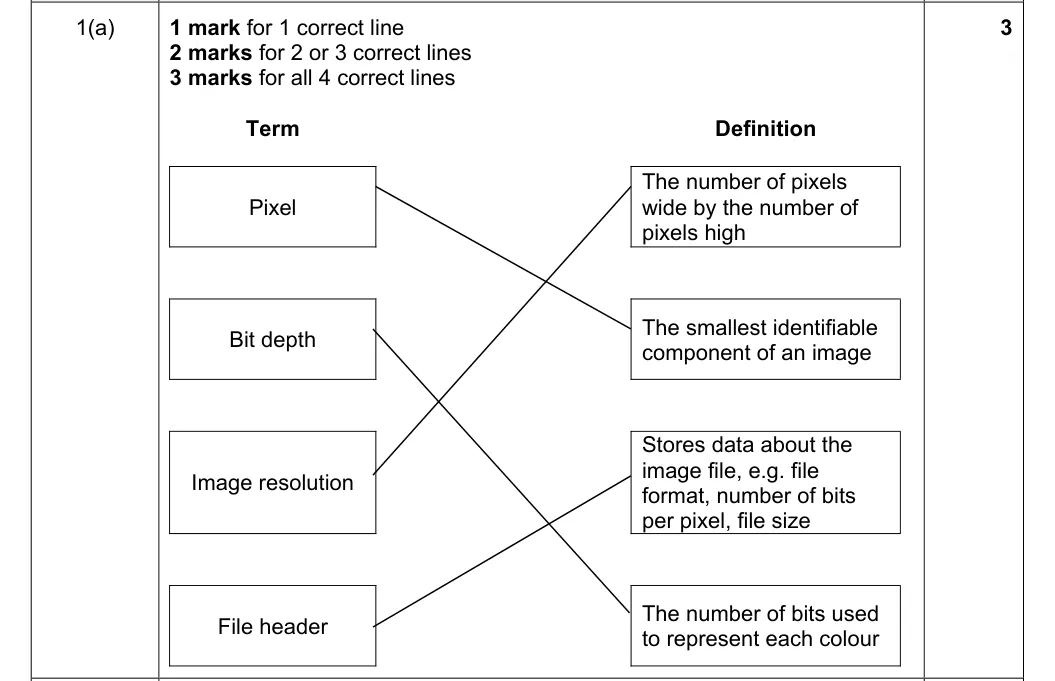 1(a)
1 mark for 1 correct line
2 marks for 2 or 3 correct lines
3 marks for all 4 correct lines
3
Term
Definition
Pixel
The number of pixels
wide by the number of
pixels high
Bit depth
The smallest identifiable
component of an image
Image resolution
Stores data about the
image file, e.g. file
format, number of bits
per pixel, file size
File header
The number of bits used
to represent each colour